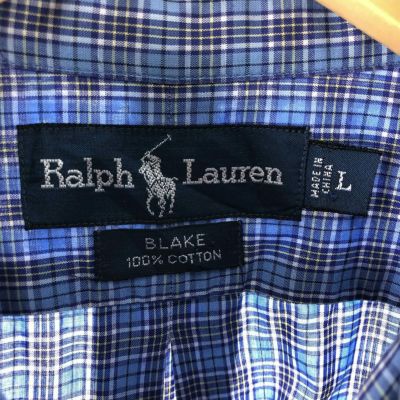 Ralph Lauren
MADE IN
CHINA
L
BLAKE
100% COTTON